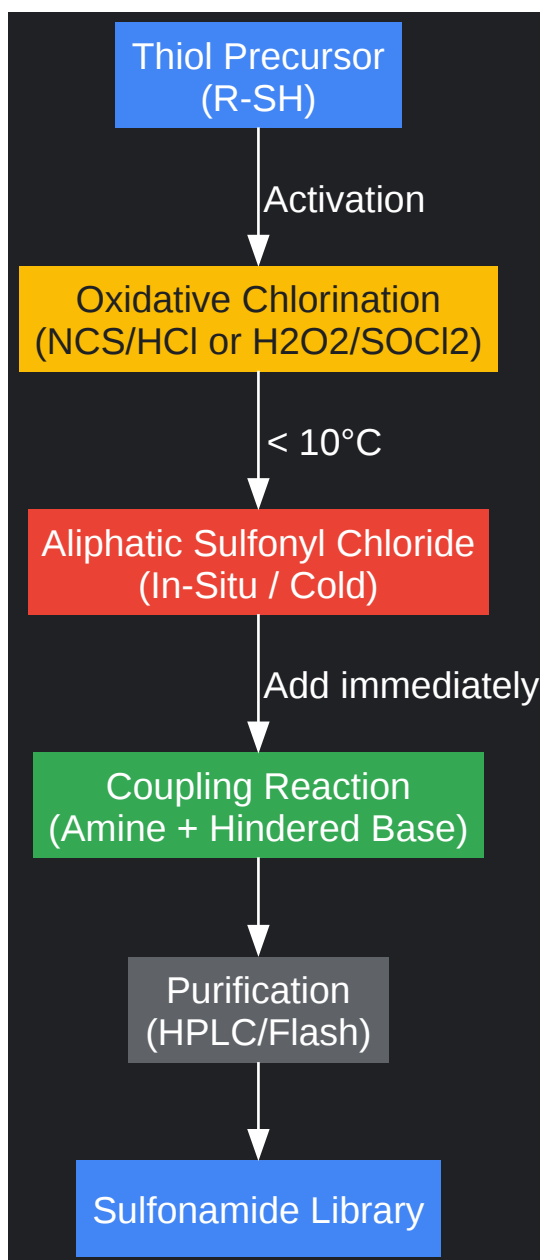 Thiol Precursor
(R-SH)
Activation
Oxidative Chlorination
(NCS/HCl or H2O2/SOCl2)
< 10°C
Aliphatic Sulfonyl Chloride
(In-Situ / Cold)
Add immediately
Coupling Reaction
(Amine + Hindered Base)
Purification
(HPLC/Flash)
Sulfonamide Library